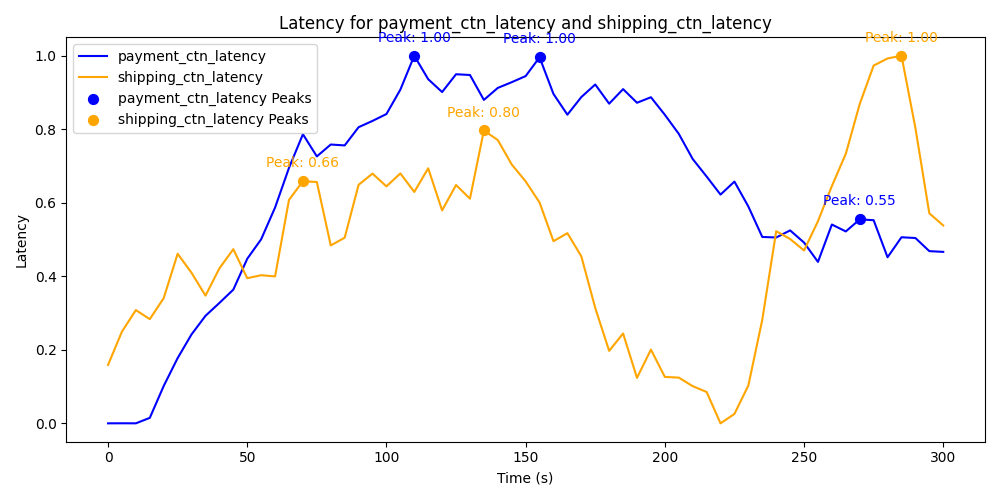 Latency for payment_ctn_latency and shipping_ctn_latency
Peak: 1.00
Peak: 1.00
Peak: 1.00
payment_ctn_latency
shipping_ctn_latency
payment_ctn_latency Peaks
shipping_ctn_latency Peaks
Peak: 0.80
Peak: 0.66
Peak: 0.55
1.0
0.8
0.6
0.4
0.2
0.0
Latency
0 50 100 150 200 250 300
Time (s)